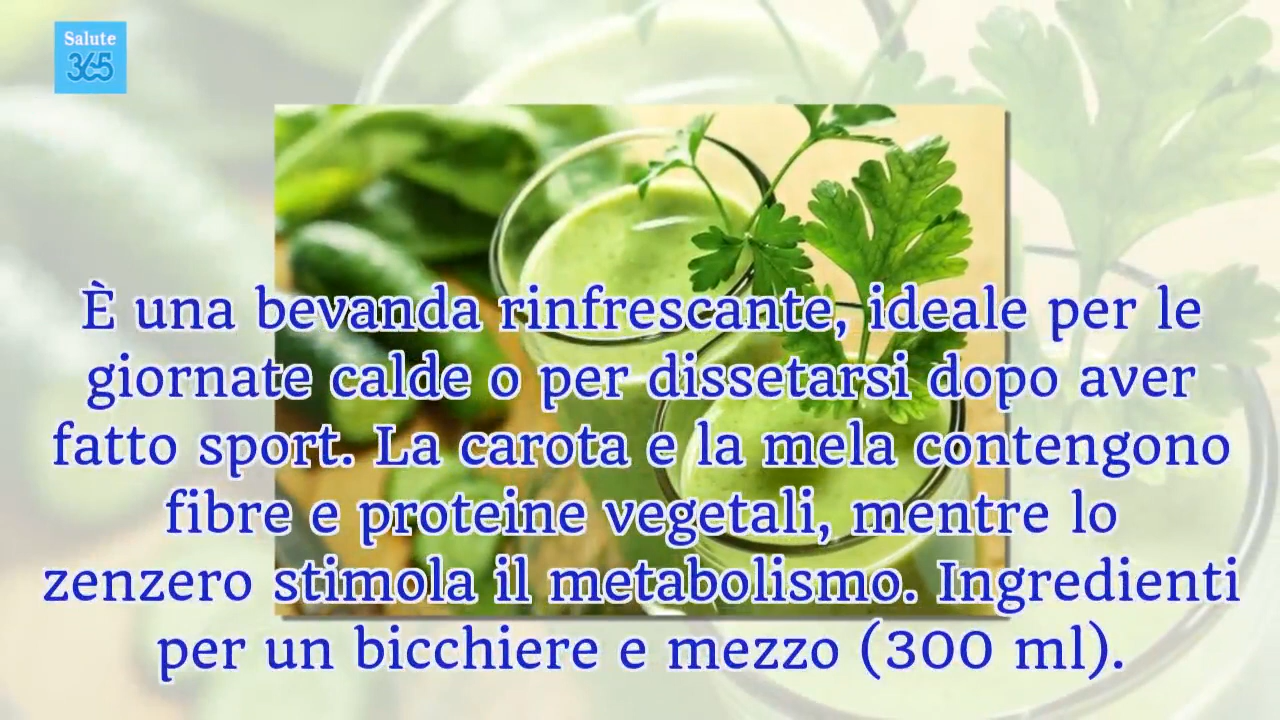 Salute
365
È una bevanda rinfrescante, ideale per le
giornate calde o per dissetarsi dopo aver
fatto sport. La carota e la mela contengono
fibre e proteine vegetali, mentre lo
zenzero stimola il metabolismo. Ingredienti
per un bicchiere e mezzo (300 ml).